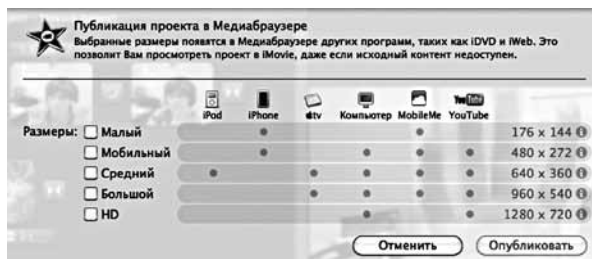 Публикация проекта в Медиабраузере
Выбранные размеры появятся в Медиабраузере других программ, таких как iDVD и iWeb. Это
позволит Вам просмотреть проект в iMovie, даже если исходный контент недоступен.
iPod iPhone tv Компьютер MobileMe YouTube
Размеры: Малый 176 x 144
Мобильный 480 x 272
Средний 640 x 360
Большой 960 x 540
HD 1280 x 720
Отменить Опубликовать